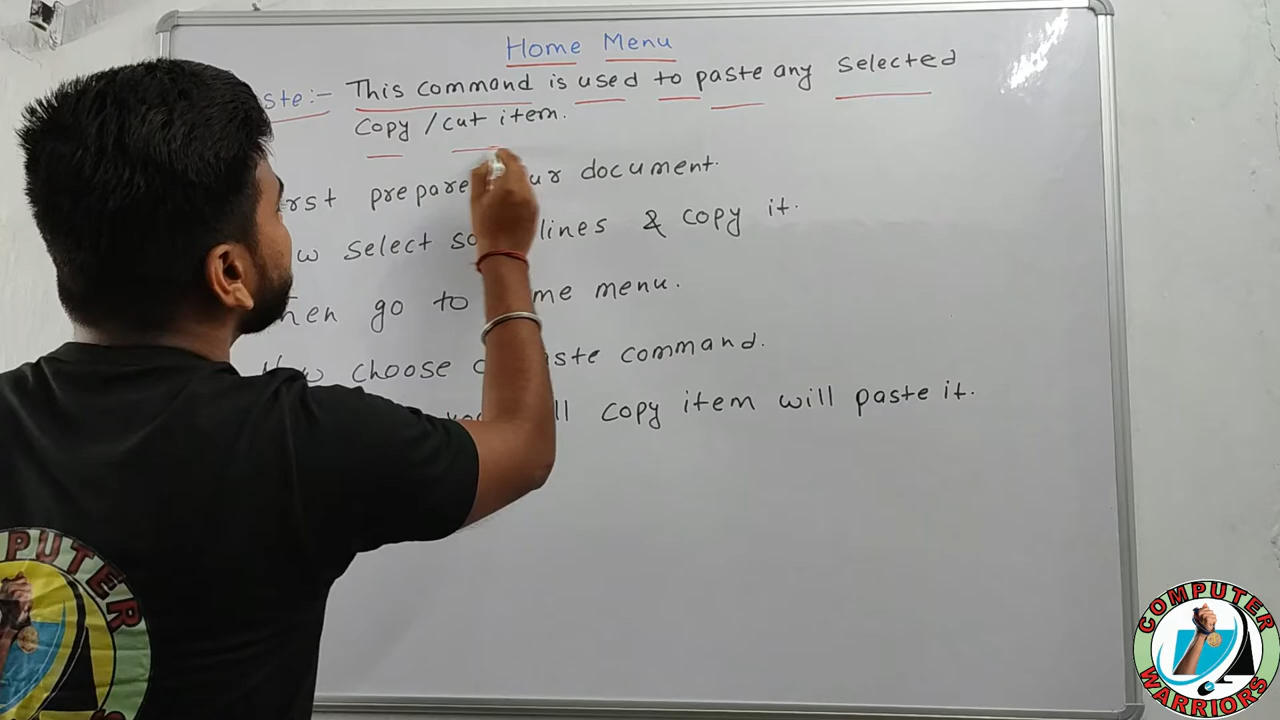 Home Menu
ste:- This command is used to paste any selected
copy / cut item.
rst prepare ur document.
w select so lines & copy it.
hen go to me menu.
choose ste command.
ll copy item will paste it.
PUTER
COMPUTER
WARRIORS